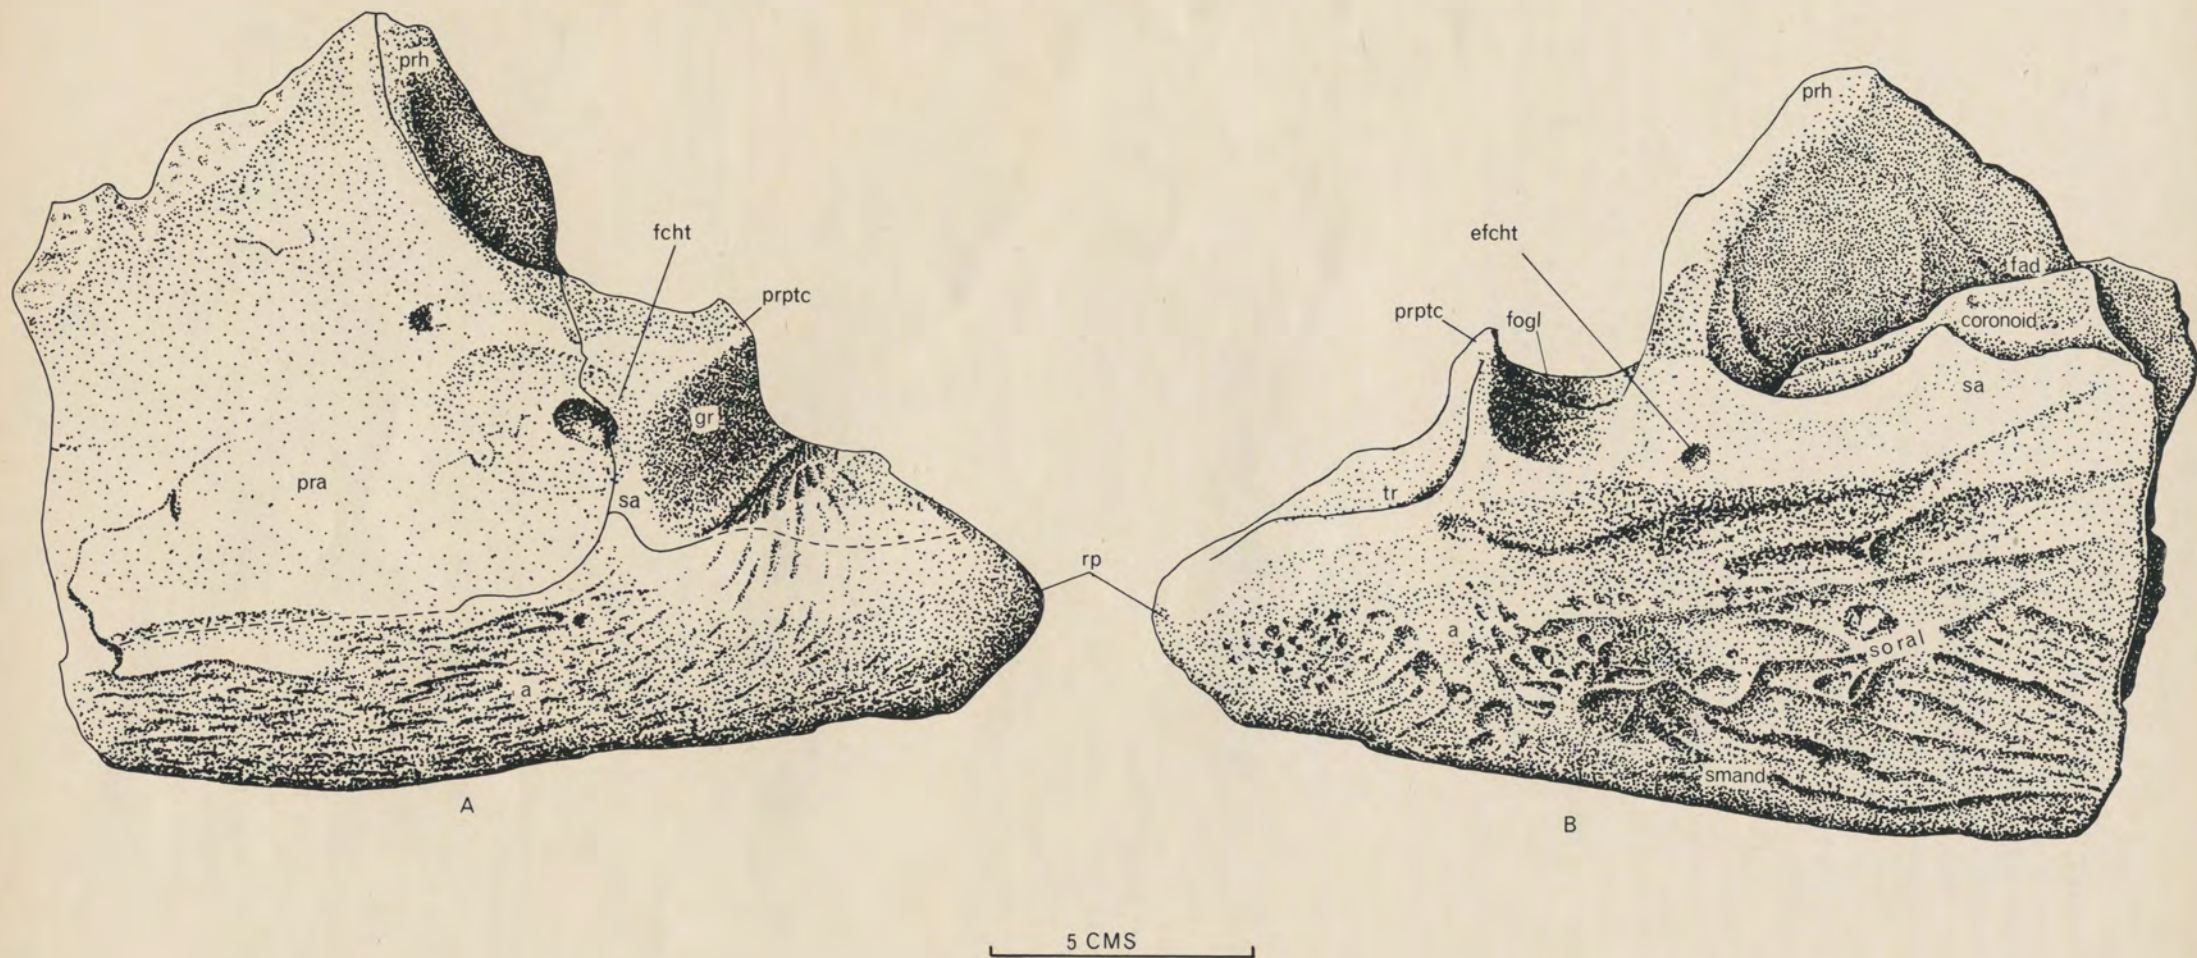 prh
fcht
prptc
gr
pra
sa
a
A
rp
prh
efcht
fad
prptc
fogl
coronoid
sa
tr
a
soral
smand
B
5 CMS